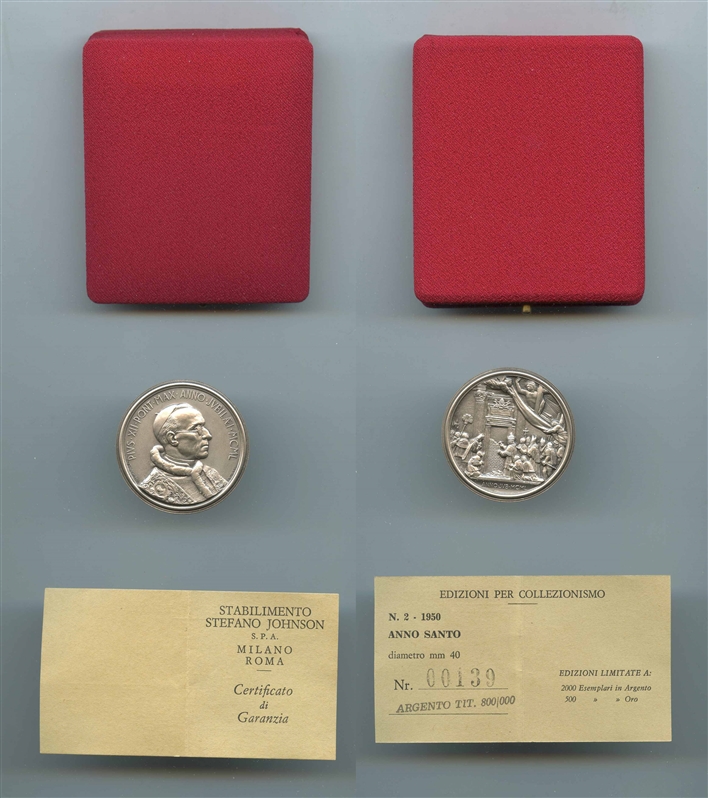 PIVS·XII·PONT·MAX·ANNO·IVBILAEI·MCML
STABILIMENTO
STEFANO JOHNSON
S.P.A.
MILANO
ROMA
Certificato
di
Garanzia
EDIZIONI PER COLLEZIONISMO
N. 2 - 1950
ANNO SANTO
diametro mm 40
Nr. 00139
ARGENTO TIT. 800|000
EDIZIONI LIMITATE A:
2000 Esemplari in Argento
500 » » Oro